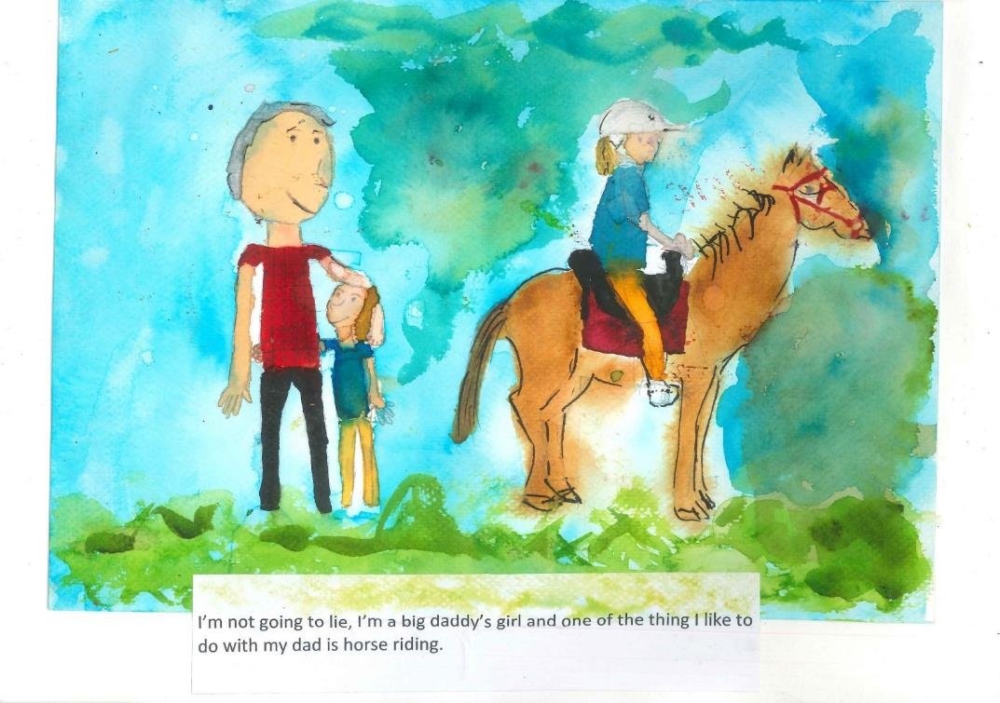 I'm not going to lie, I'm a big daddy's girl and one of the thing I like to
do with my dad is horse riding.